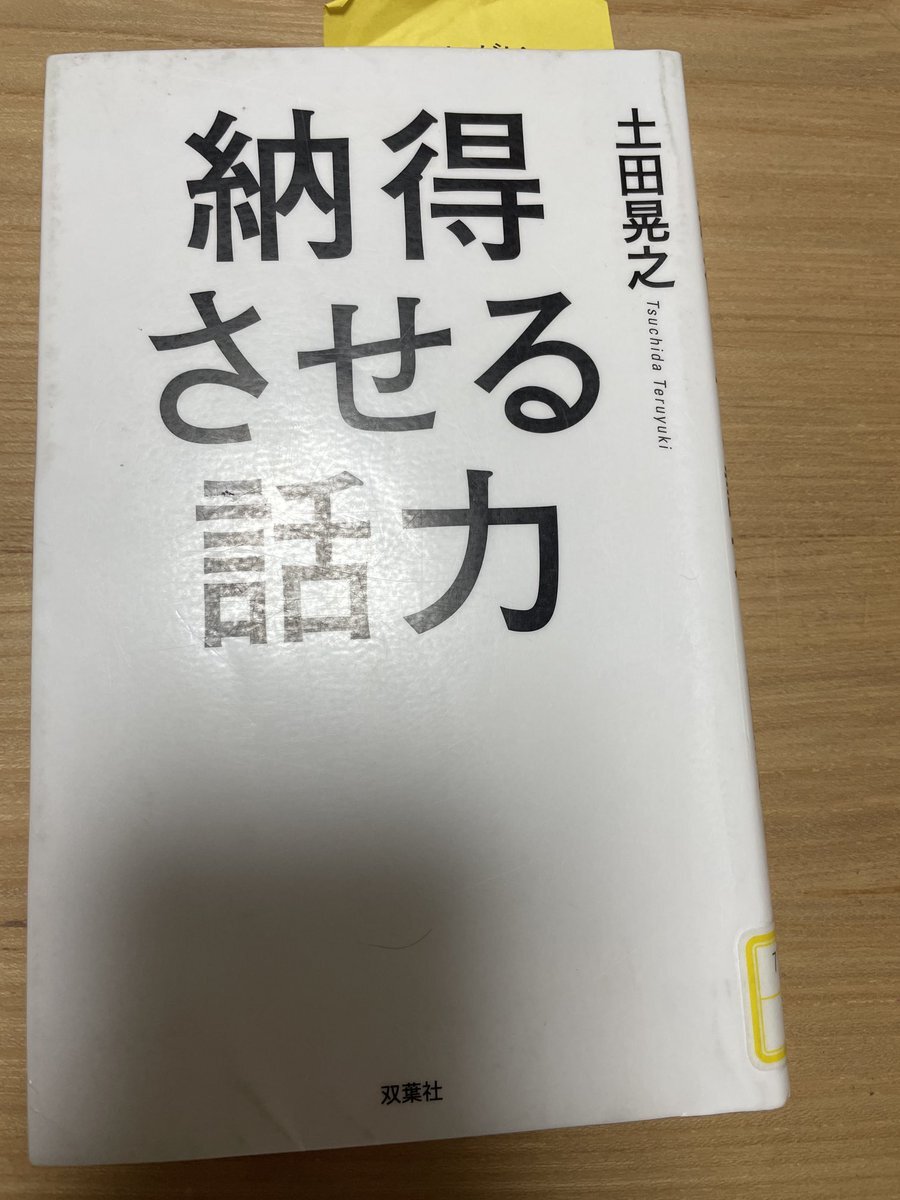 納得
させる
話力
土田晃之
Tsuchida Teruyuki
双葉社